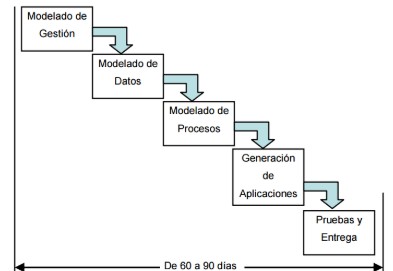 Modelado de
Gestión
Modelado de
Datos
Modelado de
Procesos
Generación
de
Aplicaciones
Pruebas y
Entrega
De 60 a 90 días